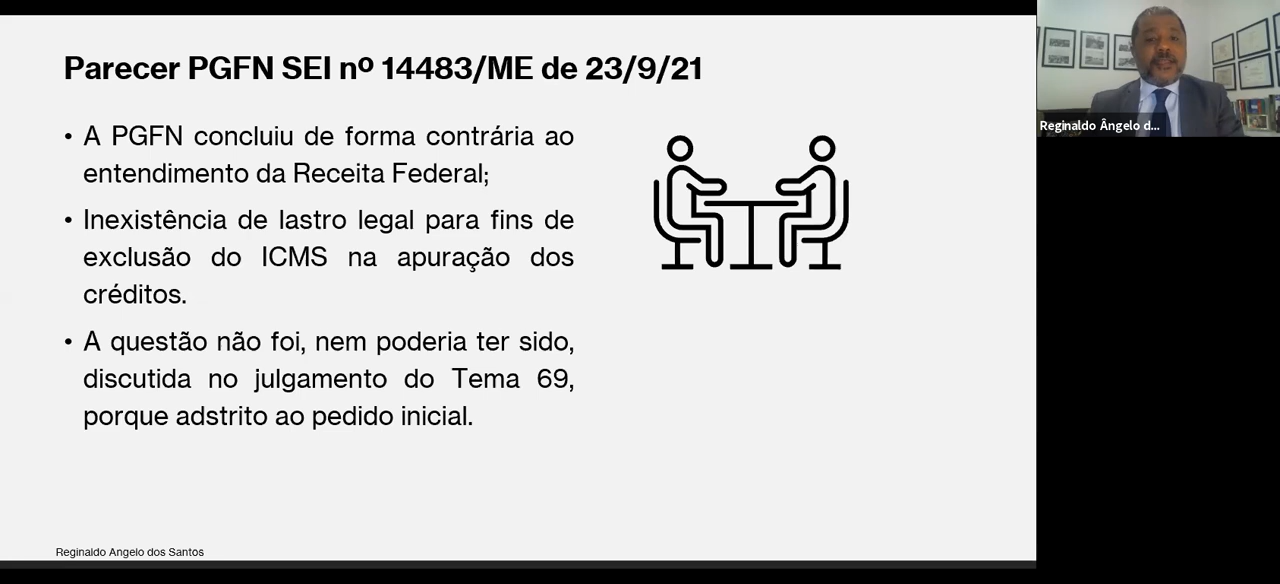 Parecer PGFN SEI nº 14483/ME de 23/9/21
• A PGFN concluiu de forma contrária ao
entendimento da Receita Federal;
• Inexistência de lastro legal para fins de
exclusão do ICMS na apuração dos
créditos.
• A questão não foi, nem poderia ter sido,
discutida no julgamento do Tema 69,
porque adstrito ao pedido inicial.
Reginaldo Angelo dos Santos
Reginaldo Ângelo d...